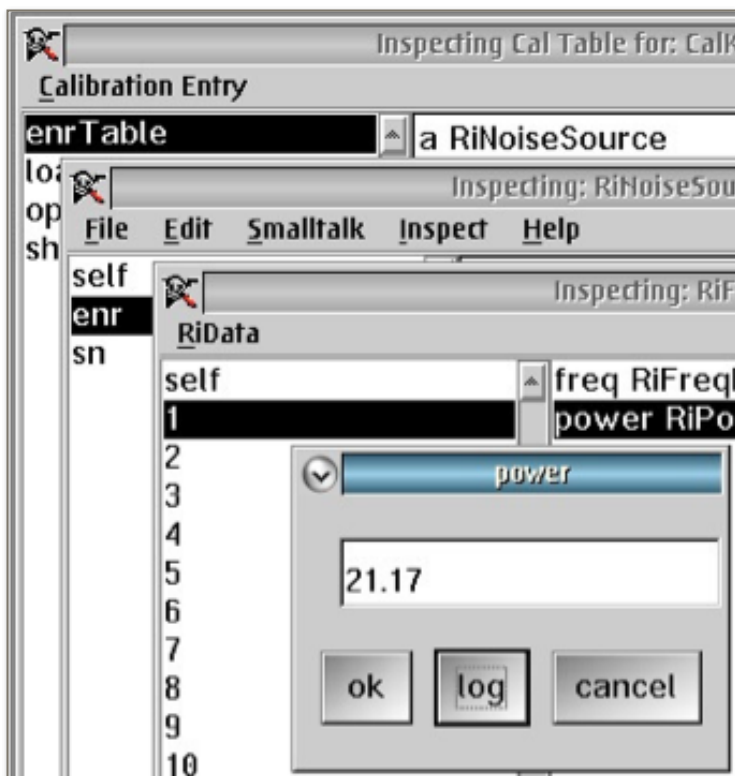 Inspecting Cal Table for: CalK
Calibration Entry
enrTable
a RiNoiseSource
Inspecting: RiNoiseSou
File Edit Smalltalk Inspect Help
op
sh
self
enr
sn
Inspecting: RiF
RiData
self
1
2
3
4
5
6
7
8
9
10
freq RiFreq
power RiPo
power
21.17
ok
log
cancel